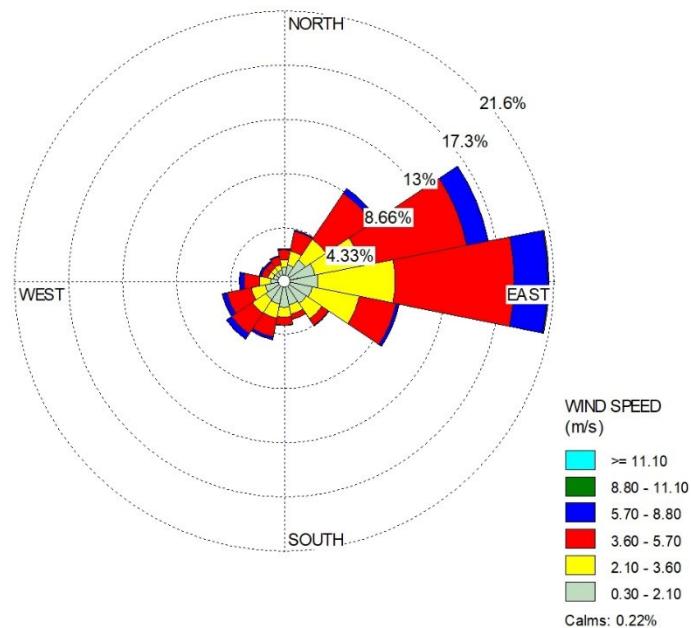 NORTH
21.6%
17.3%
13%
8.66%
4.33%
WEST
EAST
SOUTH
WIND SPEED
(m/s)
>= 11.10
8.80 - 11.10
5.70 - 8.80
3.60 - 5.70
2.10 - 3.60
0.30 - 2.10
Calms: 0.22%